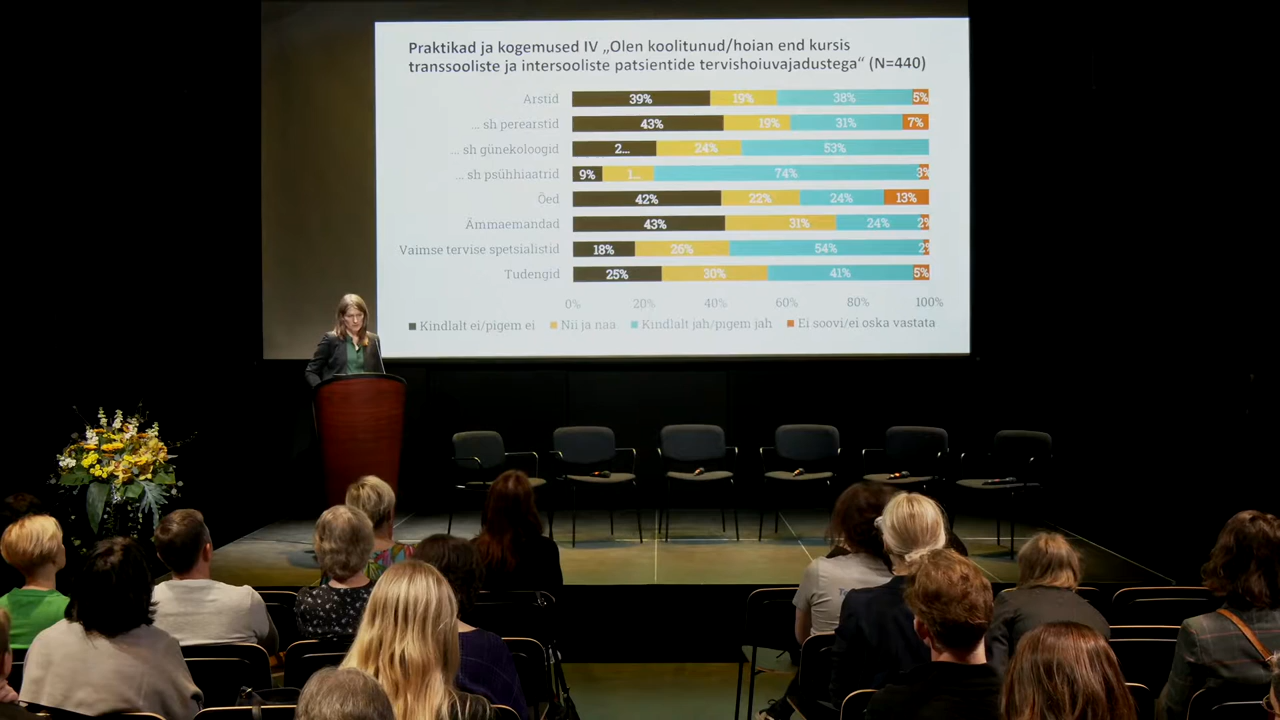 Praktikad ja kogemused IV „Olen koolitunud/hoian end kursis
transsooliste ja intersooliste patsientide tervishoiuvajadustega“ (N=440)
Arstid 39% 19% 38% 5%
... sh perearstid 43% 19% 31% 7%
... sh günekoloogid 2... 24% 53%
... sh psühhiaatrid 9% 1... 74% 3%
Õed 42% 22% 24% 13%
Ämmaemandad 43% 31% 24% 2%
Vaimse tervise spetsialistid 18% 26% 54% 2%
Tudengid 25% 30% 41% 5%
0% 20% 40% 60% 80% 100%
Kindlalt ei/pigem ei Nii ja naa Kindlalt jah/pigem jah Ei soovi/ei oska vastata